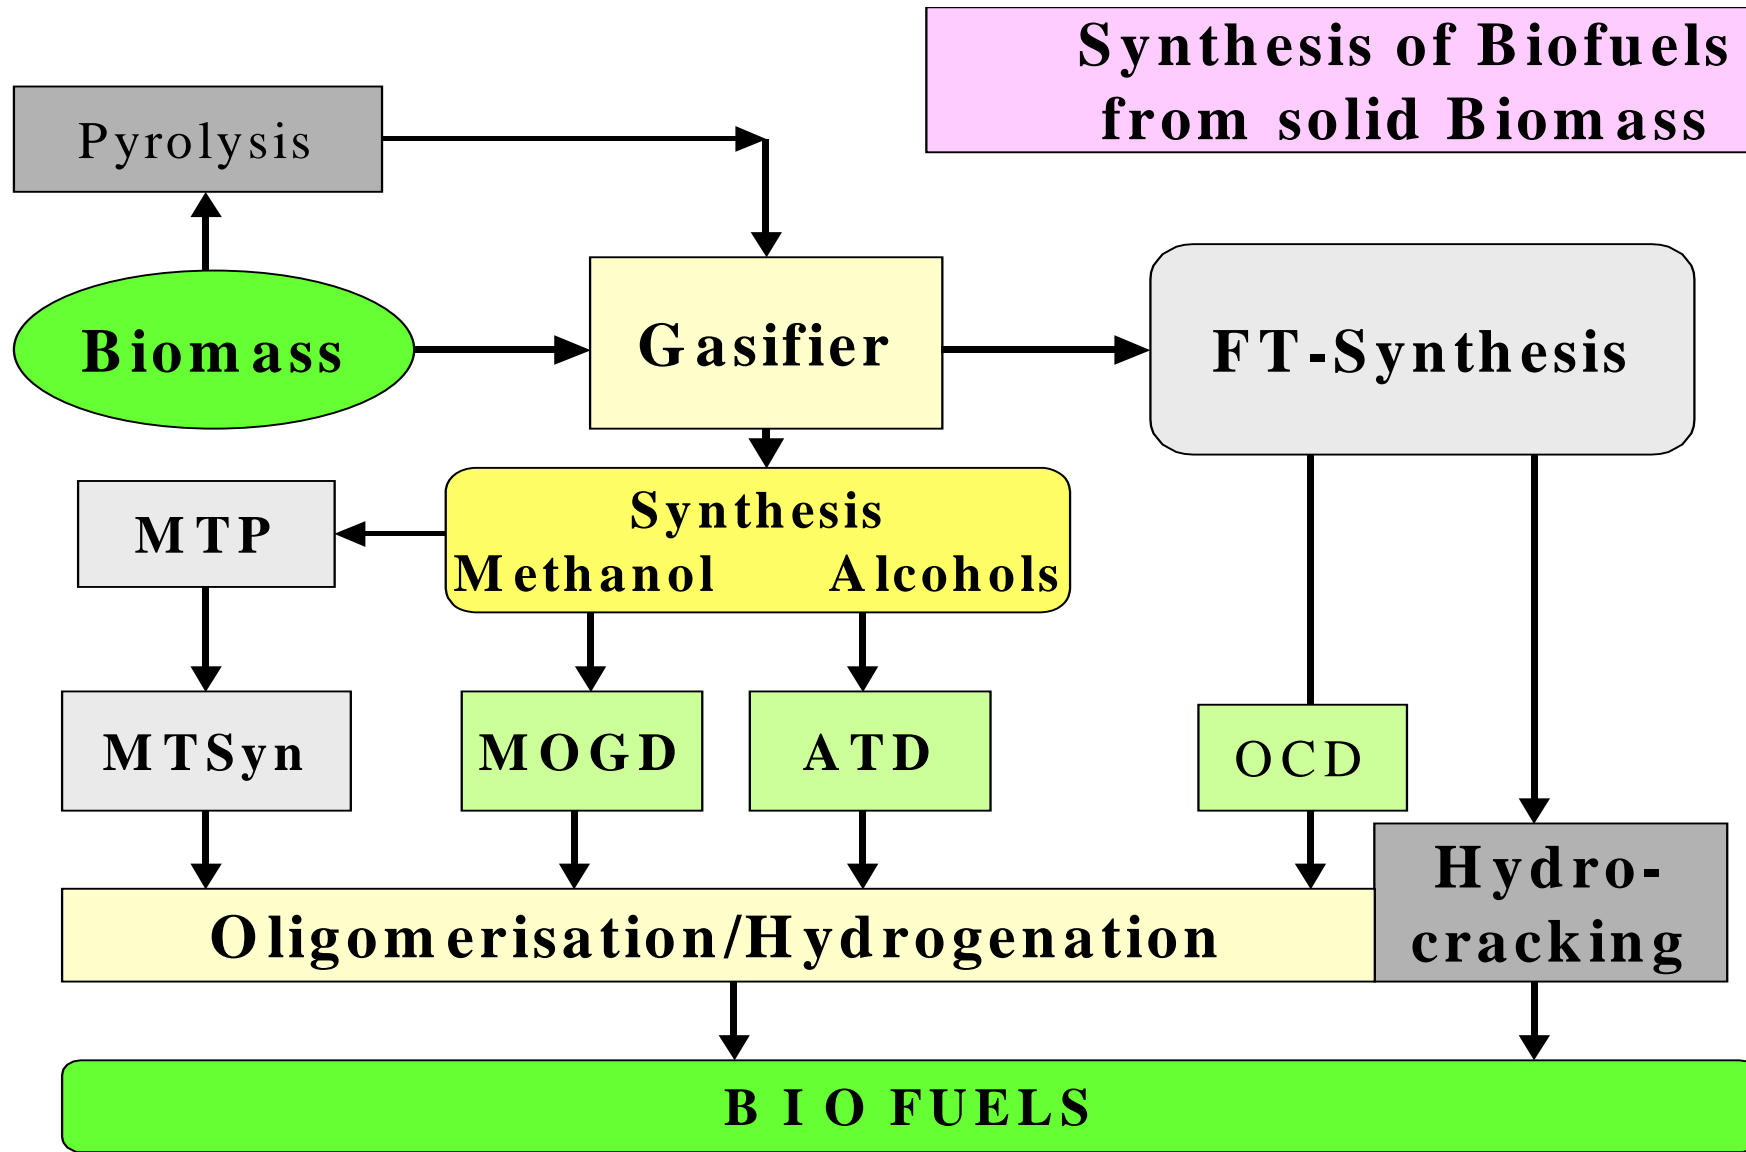 Synthesis of Biofuels
from solid Biomass
Pyrolysis
Biomass
Gasifier
FT-Synthesis
Synthesis
Methanol Alcohols
MTP
MTSyn
MOGD
ATD
OCD
Hydro-
cracking
Oligomerisation/Hydrogenation
B I O FUELS